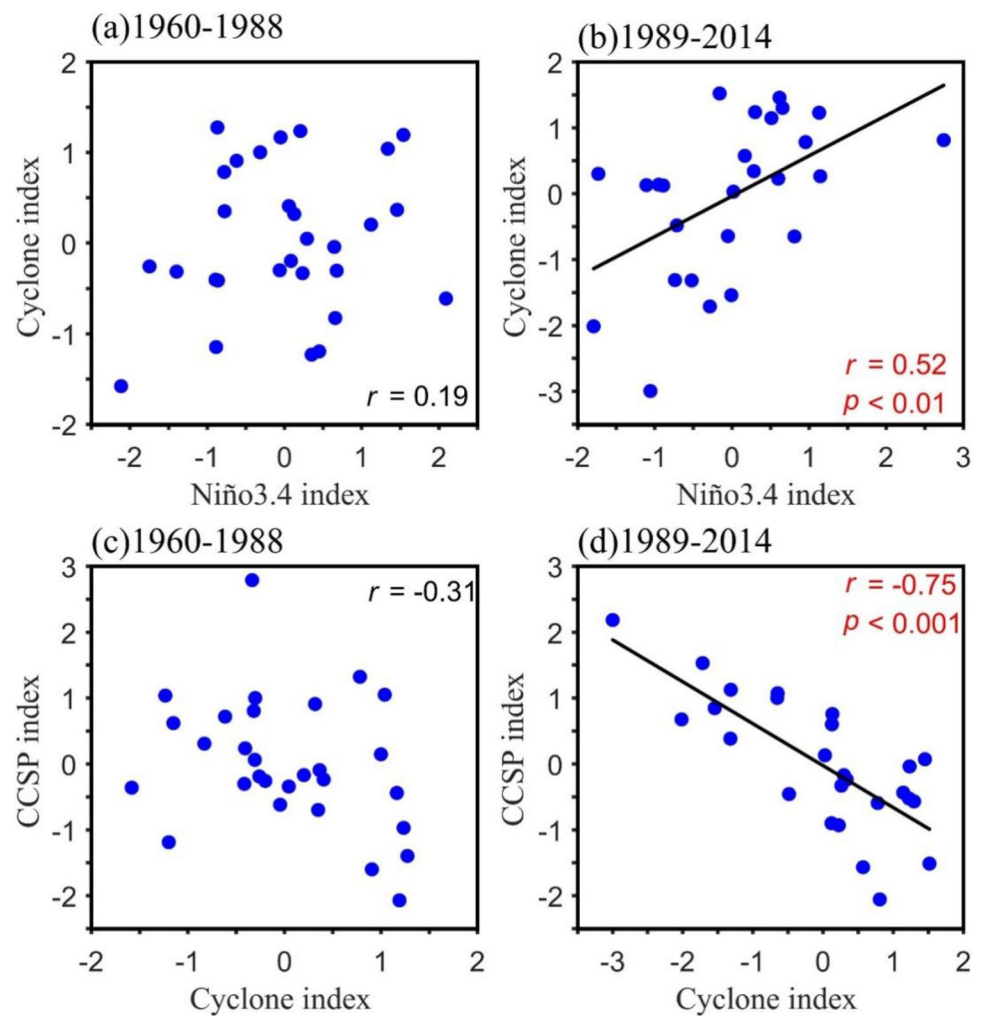 (a)1960-1988
2
1
0
-1
-2
Cyclone index
r = 0.19
-2 -1 0 1 2
Niño3.4 index
(b)1989-2014
2
1
0
-1
-2
-3
Cyclone index
r = 0.52
p < 0.01
-2 -1 0 1 2 3
Niño3.4 index
(c)1960-1988
3
2
1
0
-1
-2
CCSP index
r = -0.31
-2 -1 0 1 2
Cyclone index
(d)1989-2014
3
2
1
0
-1
-2
CCSP index
r = -0.75
p < 0.001
-3 -2 -1 0 1 2
Cyclone index